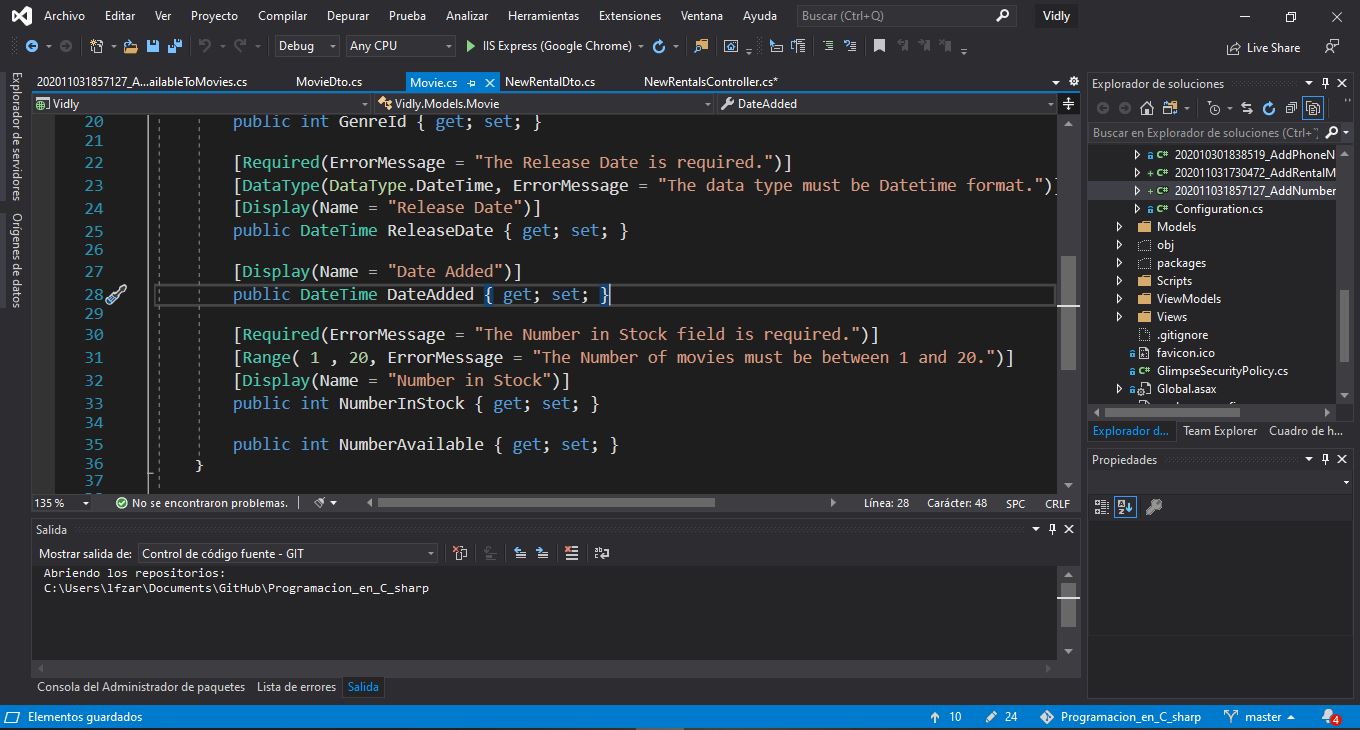 Archivo Editar Ver Proyecto Compilar Depurar Prueba Analizar Herramientas Extensiones Ventana Ayuda Buscar (Ctrl+Q) Vidly
Debug Any CPU IIS Express (Google Chrome) Live Share
Explorador de servidores
Orígenes de datos
202011031857127_A...ailableToMovies.cs MovieDto.cs Movie.cs NewRentalDto.cs NewRentalsController.cs*
Vidly Vidly.Models.Movie DateAdded
20 public int GenreId { get; set; }
21
22 [Required(ErrorMessage = "The Release Date is required.")]
23 [DataType(DataType.DateTime, ErrorMessage = "The data type must be Datetime format.")]
24 [Display(Name = "Release Date")]
25 public DateTime ReleaseDate { get; set; }
26
27 [Display(Name = "Date Added")]
28 public DateTime DateAdded { get; set; }
29
30 [Required(ErrorMessage = "The Number in Stock field is required.")]
31 [Range( 1 , 20, ErrorMessage = "The Number of movies must be between 1 and 20.")]
32 [Display(Name = "Number in Stock")]
33 public int NumberInStock { get; set; }
34
35 public int NumberAvailable { get; set; }
36 }
37
135 % No se encontraron problemas. Línea: 28 Carácter: 48 SPC CRLF
Salida
Mostrar salida de: Control de código fuente - GIT
Abriendo los repositorios:
C:\Users\lfzar\Documents\GitHub\Programacion_en_C_sharp
Consola del Administrador de paquetes Lista de errores Salida
Explorador de soluciones
Buscar en Explorador de soluciones (Ctrl+
C# 202010301838519_AddPhoneN
+ C# 202011031730472_AddRentalM
+ C# 202011031857127_AddNumber
C# Configuration.cs
Models
obj
packages
Scripts
ViewModels
Views
.gitignore
favicon.ico
C# GlimpseSecurityPolicy.cs
Global.asax
Explorador d... Team Explorer Cuadro de h...
Propiedades
Elementos guardados 10 24 Programacion_en_C_sharp master 4